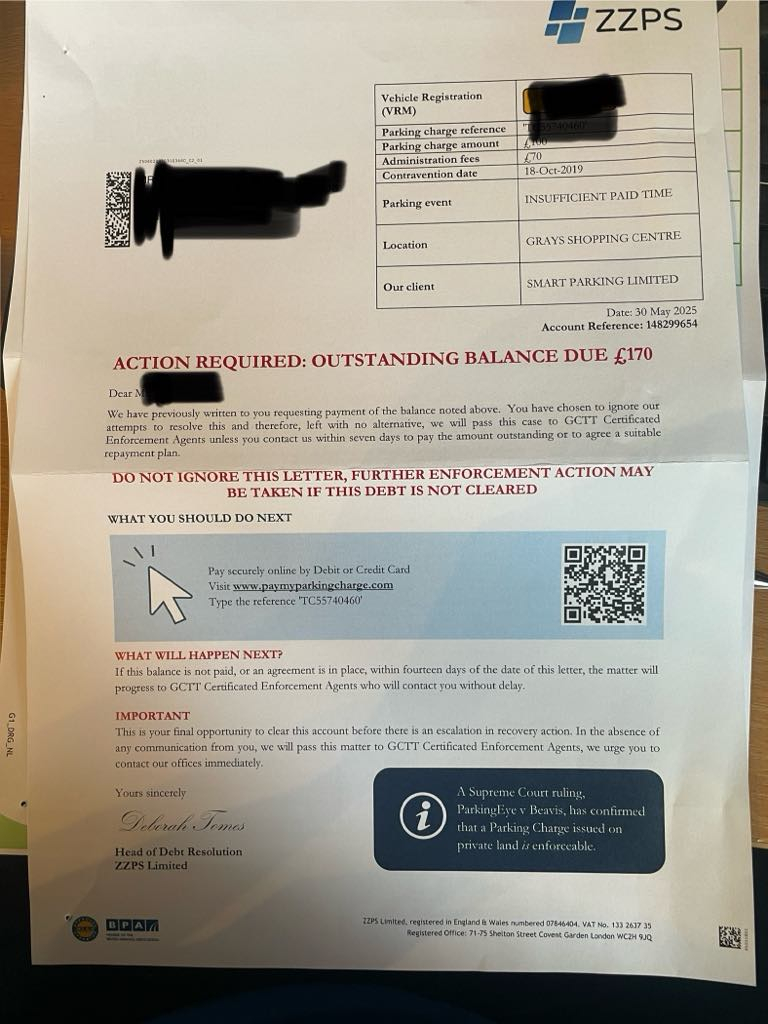 ZZPS
Vehicle Registration (VRM)
Parking charge reference 'TC55740460'
Parking charge amount £100
Administration fees £70
Contravention date 18-Oct-2019
Parking event INSUFFICIENT PAID TIME
Location GRAYS SHOPPING CENTRE
Our client SMART PARKING LIMITED
Date: 30 May 2025
Account Reference: 148299654
ACTION REQUIRED: OUTSTANDING BALANCE DUE £170
Dear M
We have previously written to you requesting payment of the balance noted above. You have chosen to ignore our
attempts to resolve this and therefore, left with no alternative, we will pass this case to GCTT Certificated
Enforcement Agents unless you contact us within seven days to pay the amount outstanding or to agree a suitable
repayment plan.
DO NOT IGNORE THIS LETTER, FURTHER ENFORCEMENT ACTION MAY
BE TAKEN IF THIS DEBT IS NOT CLEARED
WHAT YOU SHOULD DO NEXT
Pay securely online by Debit or Credit Card
Visit www.paymyparkingcharge.com
Type the reference 'TC55740460'
WHAT WILL HAPPEN NEXT?
If this balance is not paid, or an agreement is in place, within fourteen days of the date of this letter, the matter will
progress to GCTT Certificated Enforcement Agents who will contact you without delay.
IMPORTANT
This is your final opportunity to clear this account before there is an escalation in recovery action. In the absence of
any communication from you, we will pass this matter to GCTT Certificated Enforcement Agents, we urge you to
contact our offices immediately.
Yours sincerely
Deborah Tomes
Head of Debt Resolution
ZZPS Limited
A Supreme Court ruling,
ParkingEye v Beavis, has confirmed
that a Parking Charge issued on
private land is enforceable.
G1_DRG_NL
BPA
ZZPS Limited, registered in England & Wales numbered 07846404. VAT No. 133 2637 35
Registered Office: 71-75 Shelton Street Covent Garden London WC2H 9JQ